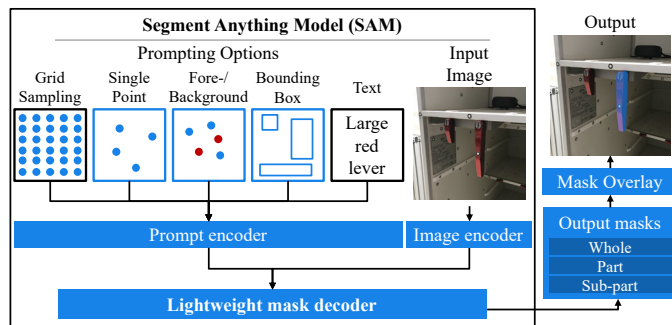 Segment Anything Model (SAM)
Prompting Options
Input
Image
Grid
Sampling
Single
Point
Fore-/
Background
Bounding
Box
Text
Large
red
lever
Prompt encoder
Image encoder
Lightweight mask decoder
Output
Mask Overlay
Output masks
Whole
Part
Sub-part